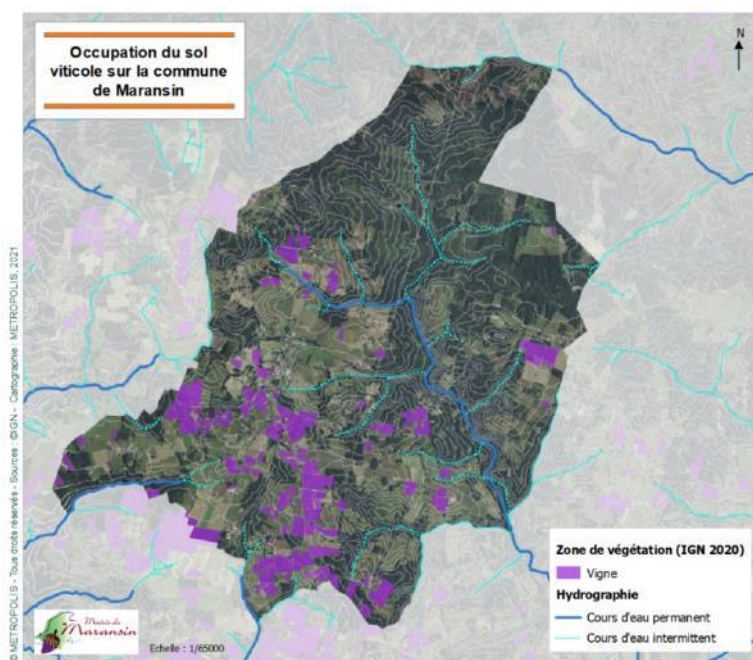 Occupation du sol
viticole sur la commune
de Maransin
N
© METROPOLIS - Tous droits réservés - Sources : ©IGN - Cartographie : METROPOLIS, 2021
Zone de végétation (IGN 2020)
Vigne
Hydrographie
Cours d'eau permanent
Cours d'eau intermittent
Mairie de
Maransin
Echelle : 1/65000